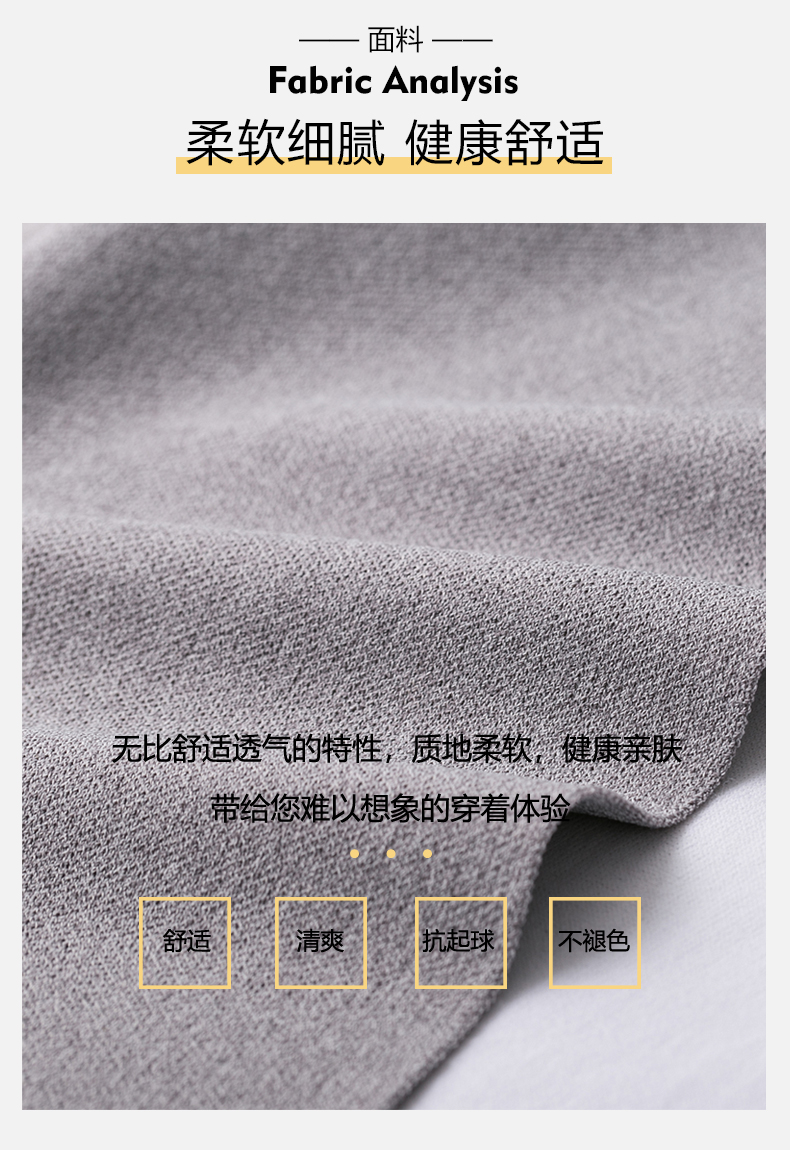 —— 面料 ——
Fabric Analysis
柔软细腻 健康舒适
无比舒适透气的特性，质地柔软，健康亲肤
带给您难以想象的穿着体验
舒适 清爽 抗起球 不褪色